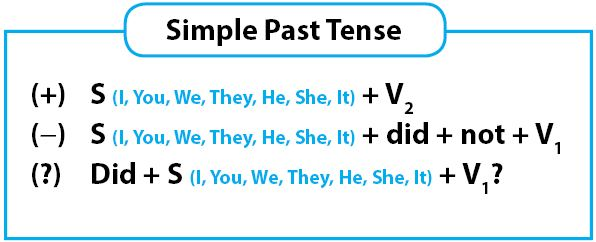 Simple Past Tense
(+) S (I, You, We, They, He, She, It) + V₂
(−) S (I, You, We, They, He, She, It) + did + not + V₁
(?) Did + S (I, You, We, They, He, She, It) + V₁?